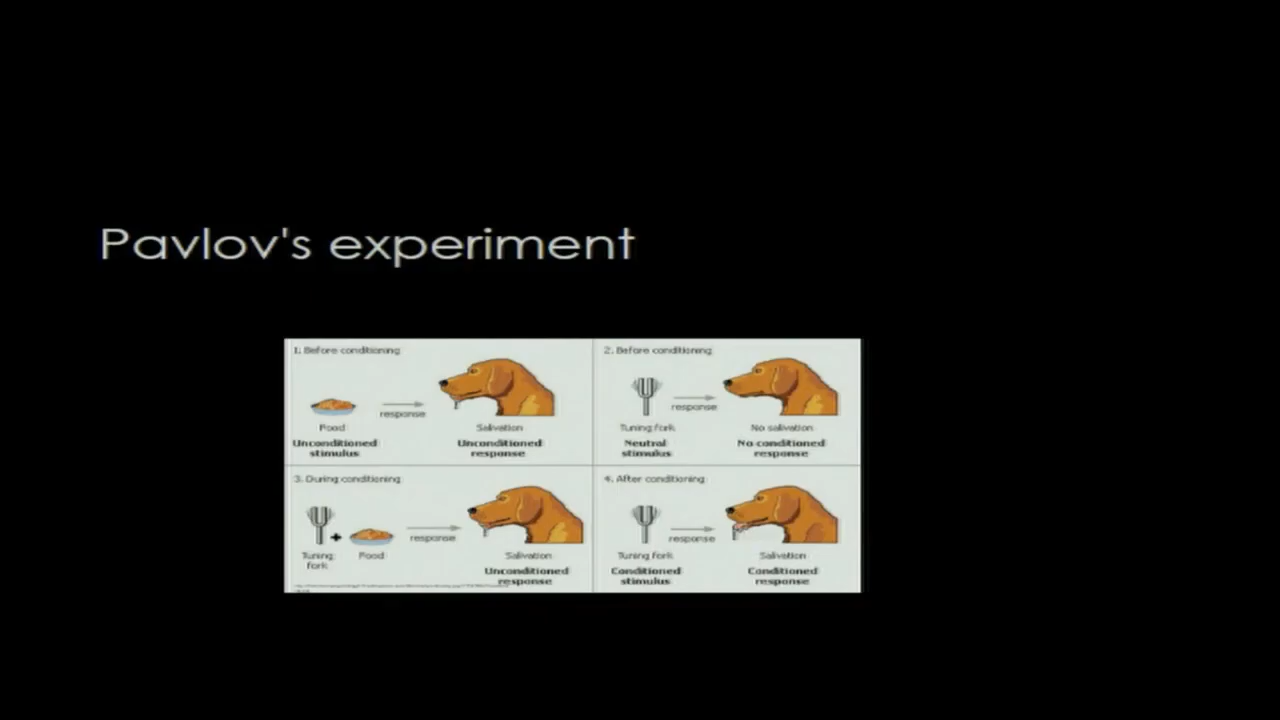 Pavlov's experiment
1. Before conditioning
response
Food
Salivation
Unconditioned
stimulus
Unconditioned
response
2. Before conditioning
response
Tuning fork
No salivation
Neutral
stimulus
No conditioned
response
3. During conditioning
+
response
Tuning
fork
Food
Salivation
Unconditioned
response
4. After conditioning
response
Tuning fork
Salivation
Conditioned
stimulus
Conditioned
response